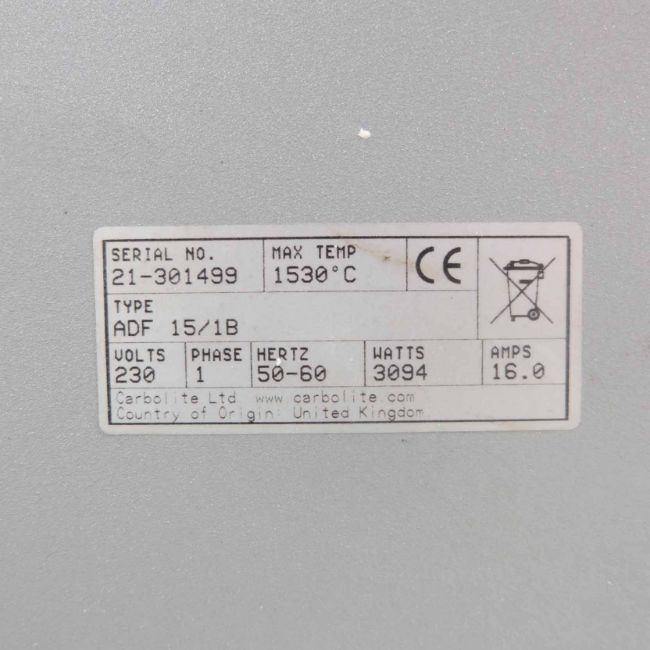 SERIAL NO. MAX TEMP
21-301499 1530°C CE
TYPE
ADF 15/1B
VOLTS PHASE HERTZ WATTS AMPS
230 1 50-60 3094 16.0
Carbolite Ltd. www.carbolite.com
Country of Origin: United Kingdom